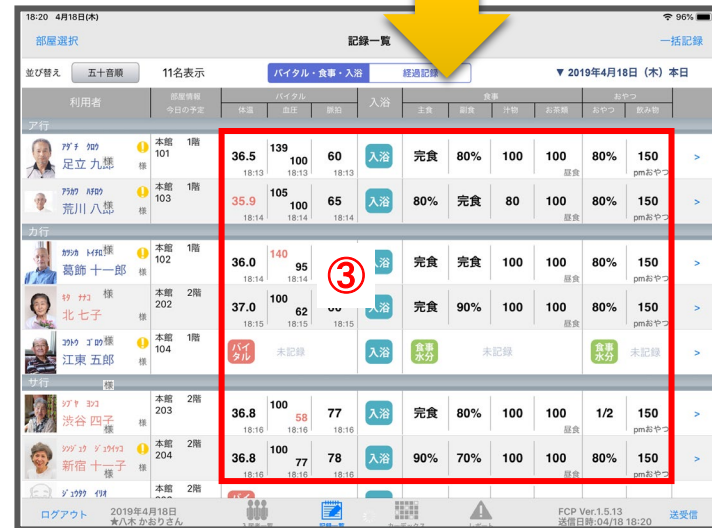 18:20 4月18日(木) 96%
部屋選択 記録一覧 一括記録
並び替え 五十音順 11名表示 バイタル・食事・入浴 経過記録 ▼ 2019年4月18日（木）本日
利用者 部屋情報 今日の予定 バイタル 体温 血圧 脈拍 入浴 食事 主食 副食 汁物 お茶類 おやつ おやつ 飲み物
ア行
ｱﾀﾞﾁ ｸﾛｳ 本館 1階
足立 九郎 様 様 101 36.5 139 100 60 入浴 完食 80% 100 100 80% 150 >
18:13 18:13 18:13 昼食 pmおやつ
ｱﾗｶﾜ ﾊﾁﾛｳ 本館 1階
荒川 八郎 様 様 103 35.9 105 100 65 入浴 80% 完食 80 100 80% 150 >
18:14 18:14 18:14 昼食 pmおやつ
カ行
ｶﾂｼｶ ﾄｲﾁﾛｳ 様 本館 1階
葛飾 十一郎 様 102 36.0 140 95 ③ 入浴 完食 完食 100 100 80% 150 >
18:14 18:14 昼食 pmおやつ
ｷﾀ ﾅﾅｺ 様 本館 2階
北 七子 様 202 37.0 100 62 入浴 完食 90% 100 100 80% 150 >
18:15 18:15 18:15 昼食 pmおやつ
ｺｳﾄｳ ｺﾞﾛｳ 様 本館 1階
江東 五郎 様 104 バイタル 未記録 入浴 食事水分 未記録 食事水分 未記録 >
サ行 様
ｼﾌﾞﾔ ﾖﾝｺ 本館 2階
渋谷 四子 様 様 203 36.8 100 58 77 入浴 完食 80% 100 100 1/2 150 >
18:16 18:16 18:16 昼食 pmおやつ
本館 2階
新宿 十一子 様 様 204 36.8 100 77 78 入浴 90% 70% 100 100 80% 150 >
18:16 18:16 18:16 昼食 pmおやつ
本館 2階
ログアウト 2019年4月18日 ★八木 かおりさん 記録一覧 FCP Ver.1.5.13 送信日時:04/18 18:20 送受信